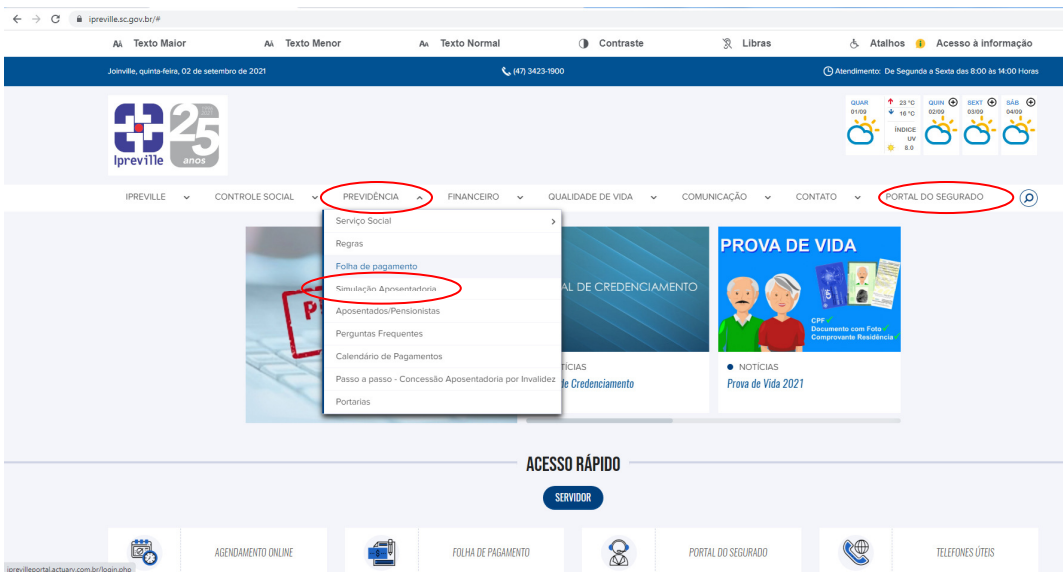 ipreville.sc.gov.br/#
Texto Maior Texto Menor Texto Normal Contraste Libras Atalhos Acesso à informação
Joinville, quinta-feira, 02 de setembro de 2021 (47) 3423-1900 Atendimento: De Segunda a Sexta das 8:00 às 14:00 Horas
Ipreville
25
anos
QUAR
01/09
23 °C
16 °C
ÍNDICE
UV
8.0
QUIN
02/09
SEXT
03/09
SÁB
04/09
IPREVILLE CONTROLE SOCIAL PREVIDÊNCIA FINANCEIRO QUALIDADE DE VIDA COMUNICAÇÃO CONTATO PORTAL DO SEGURADO
Serviço Social
Regras
Folha de pagamento
Simulação Aposentadoria
Aposentados/Pensionistas
Perguntas Frequentes
Calendário de Pagamentos
Passo a passo - Concessão Aposentadoria por Invalidez
Portarias
AL DE CREDENCIAMENTO
TÍCIAS
de Credenciamento
PROVA DE VIDA
CPF
Documento com Foto
Comprovante Residência
NOTÍCIAS
Prova de Vida 2021
ACESSO RÁPIDO
SERVIDOR
AGENDAMENTO ONLINE FOLHA DE PAGAMENTO PORTAL DO SEGURADO TELEFONES ÚTEIS
iprevilleportal.actuary.com.br/login.php